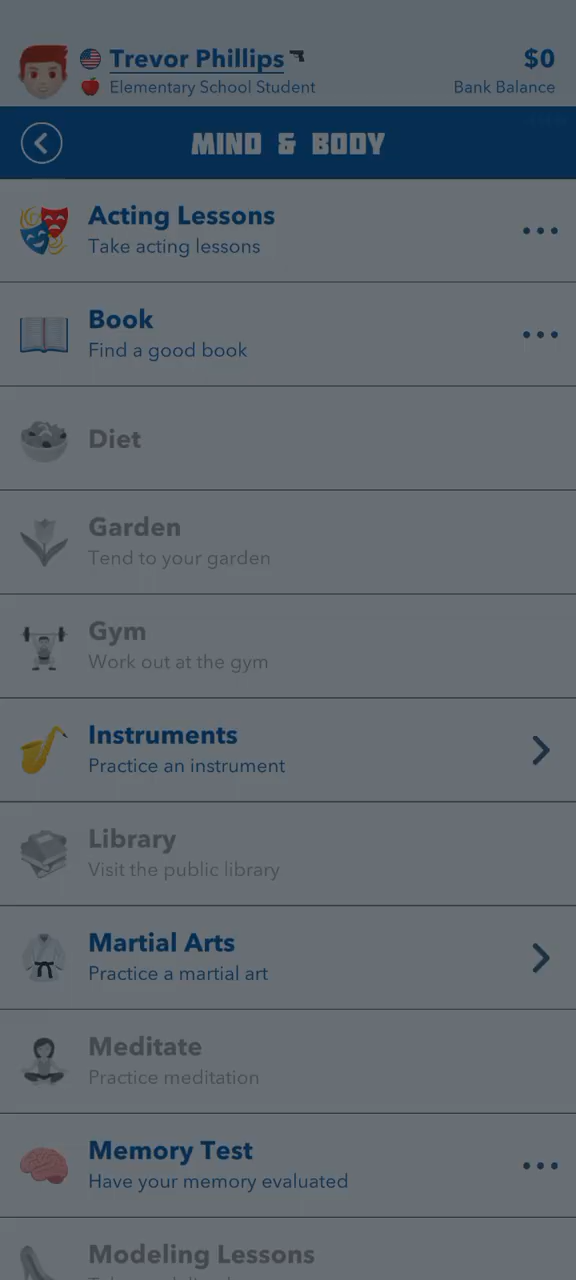 Trevor Phillips
$0
Elementary School Student
Bank Balance
MIND & BODY
Acting Lessons
Take acting lessons
Book
Find a good book
Diet
Garden
Tend to your garden
Gym
Work out at the gym
Instruments
Practice an instrument
Library
Visit the public library
Martial Arts
Practice a martial art
Meditate
Practice meditation
Memory Test
Have your memory evaluated
Modeling Lessons